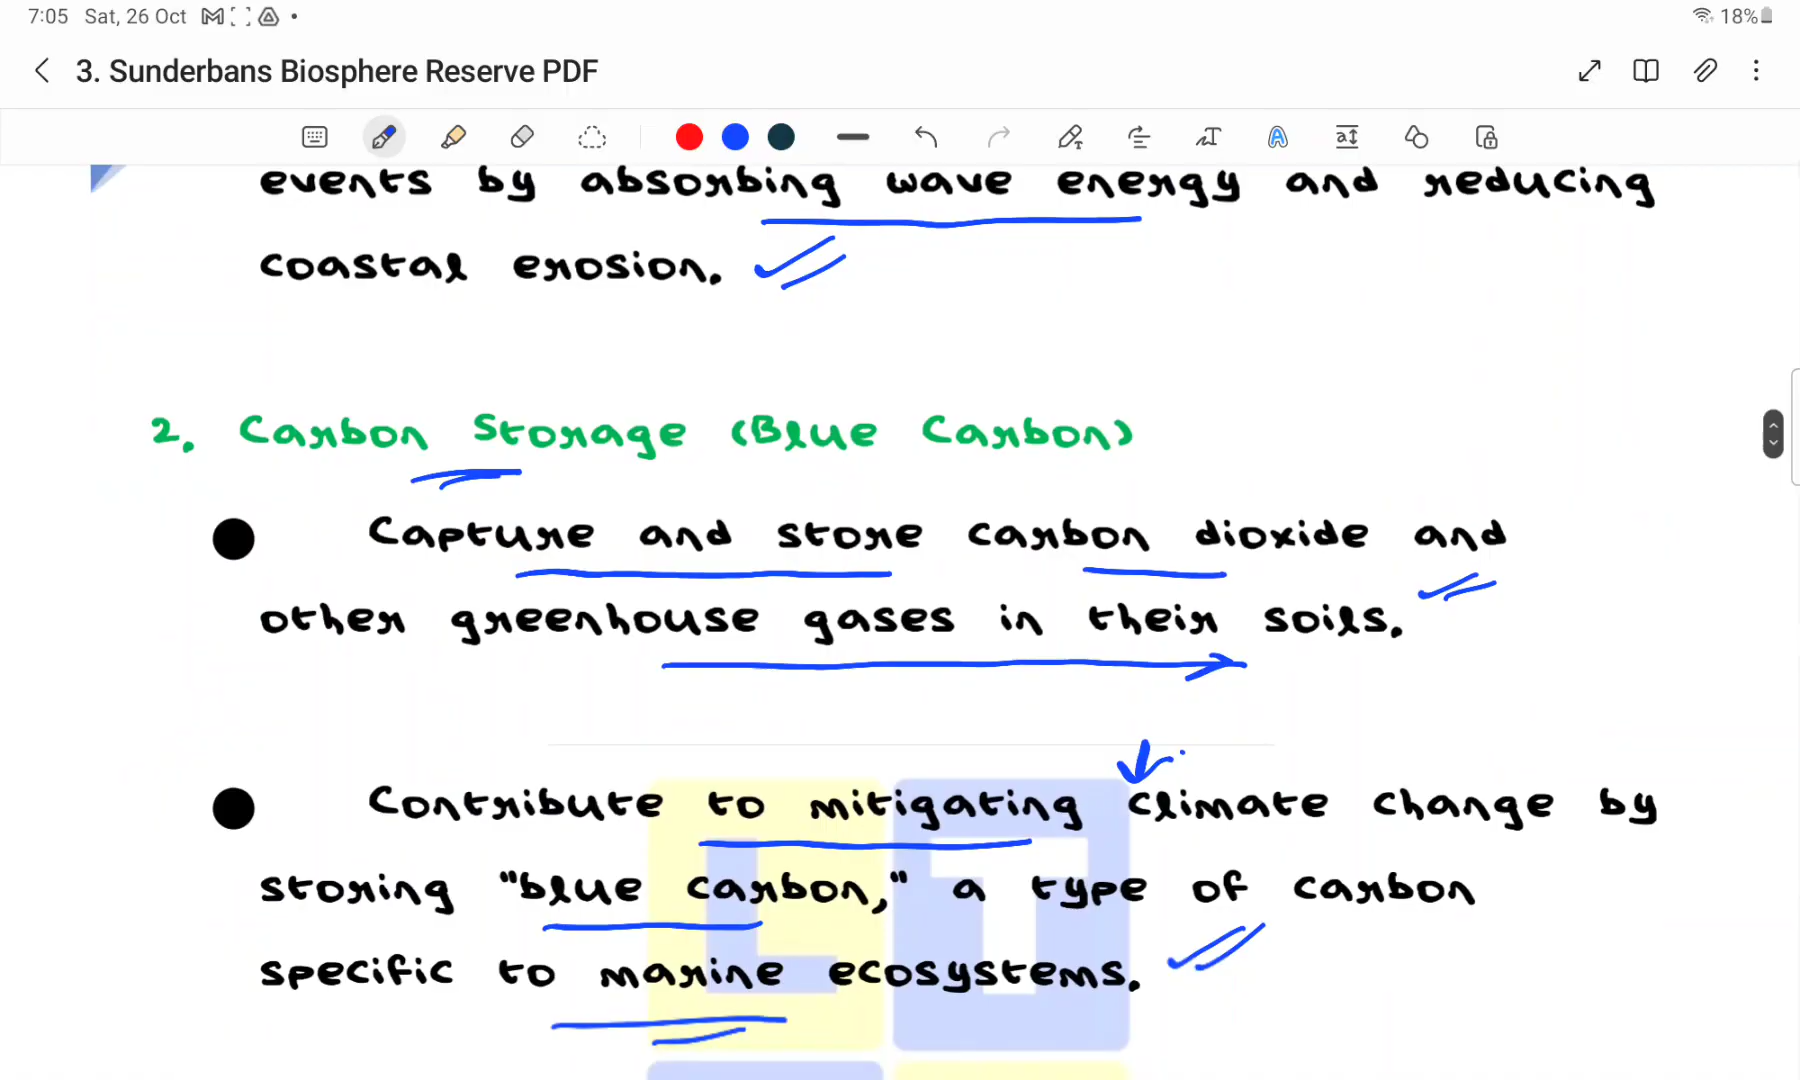 7:05 Sat, 26 Oct
18%
3. Sunderbans Biosphere Reserve PDF
events by absorbing wave energy and reducing
coastal erosion.
2. Carbon Storage (Blue Carbon)
Capture and store carbon dioxide and
other greenhouse gases in their soils.
Contribute to mitigating climate change by
storing "blue carbon," a type of carbon
specific to marine ecosystems.
L T